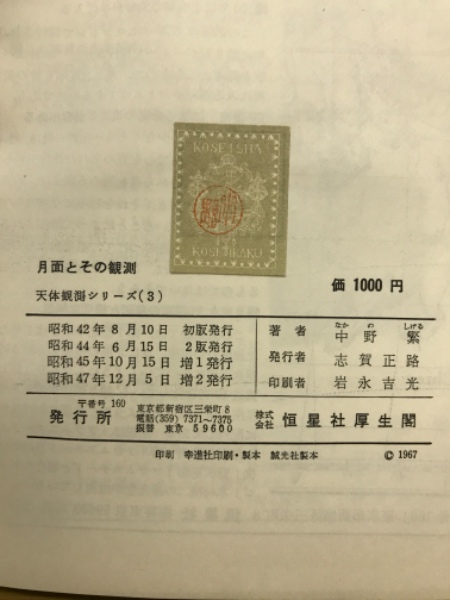 KOSEISHA
KOSEIKAKU
月面とその観測
価 1000 円
天体観測シリーズ(3)
昭和42年 8月10日 初版発行
昭和44年 6月15日 2版発行
昭和45年10月15日 増1発行
昭和47年12月 5日 増2発行
なか の しげる
著者 中野 繁
発行者 志賀正路
印刷者 岩永吉光
〒番号 160
発行所
東京都新宿区三栄町8
電話(359) 7371~7375
振替 東京 59600
株式会社 恒星社厚生閣
印刷 幸進社印刷・製本 誠光社製本
© 1967